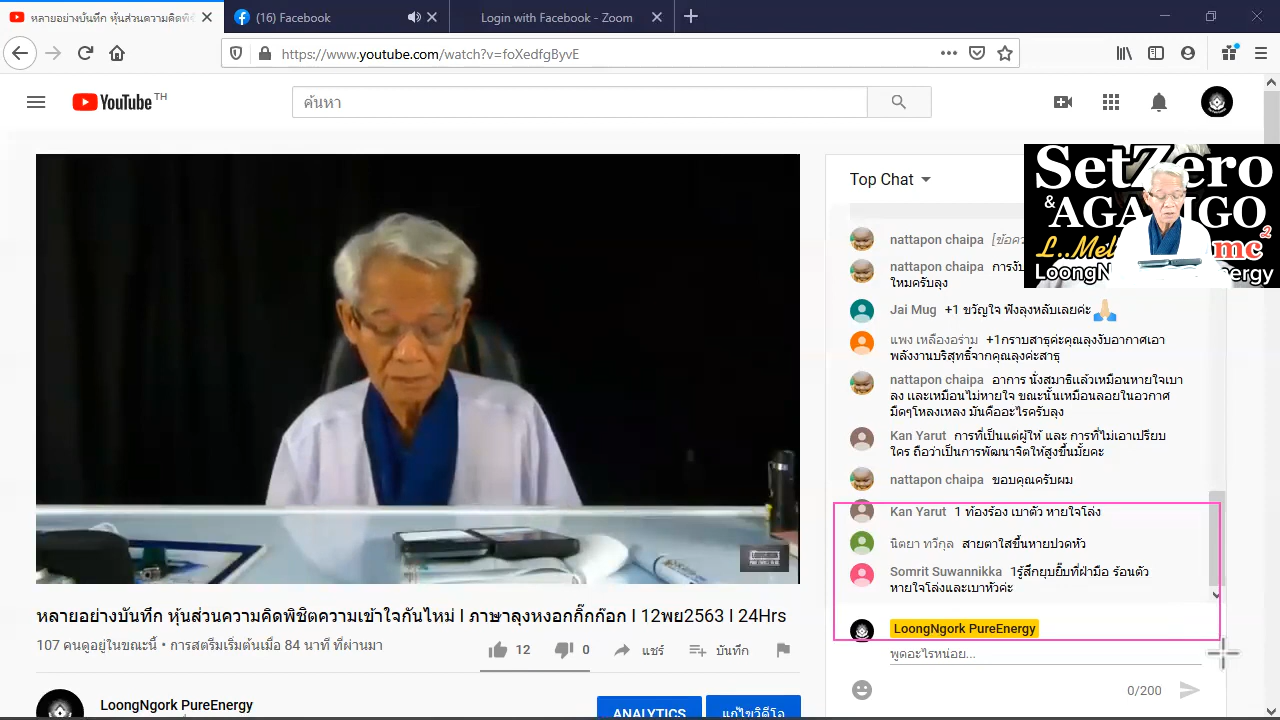 หลายอย่างบันทึก หุ้นส่วนความคิดพิชิ
(16) Facebook
Login with Facebook - Zoom
https://www.youtube.com/watch?v=foXedfgByvE
YouTube TH
ค้นหา
Top Chat
SetZero
&
L..Mel
mc2
LoongN
ergy
nattapon chaipa [ข้อคว
nattapon chaipa การงับ
ใหมครับลุง
Jai Mug +1 ขวัญใจ ฟังลุงหลับเลยค่ะ
แพง เหลืองอร่าม +1กราบสาธุค่ะคุณลุงงับอากาศเอา
พลังงานบริสุทธิ์จากคุณลุงค่ะสาธุ
nattapon chaipa อาการ นั่งสมาธิแล้วเหมือนหายใจเบา
ลง และเหมือนไม่หายใจ ขณะนั้นเหมือนลอยในอวกาศ
มืดๆโหลงเหลง มันคืออะไรครับลุง
Kan Yarut การที่เป็นแต่ผู้ให้ และ การที่ไม่เอาเปรียบ
ใคร ถือว่าเป็นการพัฒนาจิตให้สูงขึ้นมั้ยคะ
nattapon chaipa ขอบคุณครับผม
Kan Yarut 1 ท้องร้อง เบาตัว หายใจโล่ง
นิตยา ทวีกุล สายตาใสขึ้นหายปวดหัว
Somrit Suwannikka 1รู้สึกยุบยิ๊บที่ฝ่ามือ ร้อนตัว
หายใจโล่งและเบาหัวค่ะ
LoongNgork PureEnergy
พูดอะไรหน่อย...
0/200
หลายอย่างบันทึก หุ้นส่วนความคิดพิชิตความเข้าใจกันไหม่ I ภาษาลุงหงอกกิ๊กก๊อก I 12พย2563 I 24Hrs
107 คนดูอยู่ในขณะนี้ • การสตรีมเริ่มต้นเมื่อ 84 นาที ที่ผ่านมา
12
0
แชร์
บันทึก
LoongNgork PureEnergy
ANALYTICS
แก้ไขวิดีโอ